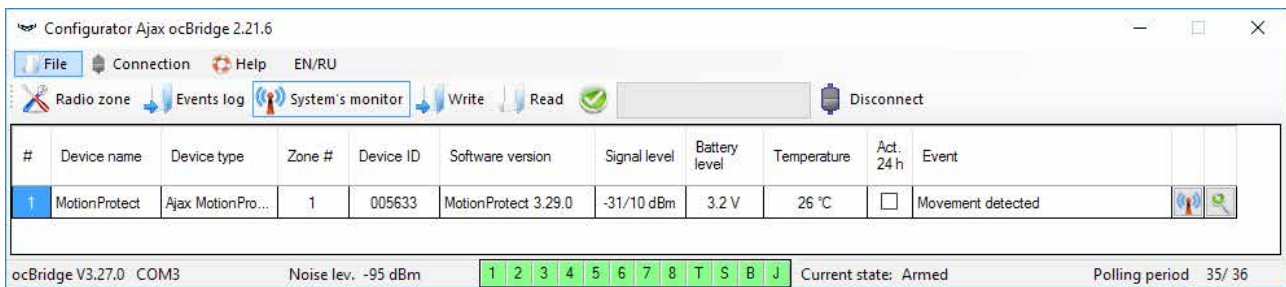 Configurator Ajax ocBridge 2.21.6
File Connection Help EN/RU
Radio zone Events log System's monitor Write Read Disconnect
# Device name Device type Zone # Device ID Software version Signal level Battery level Temperature Act. 24 h Event
1 MotionProtect Ajax MotionPro... 1 005633 MotionProtect 3.29.0 -31/10 dBm 3.2 V 26 °C Movement detected
ocBridge V3.27.0 COM3 Noise lev. -95 dBm 1 2 3 4 5 6 7 8 T S B J Current state: Armed Polling period 35/ 36